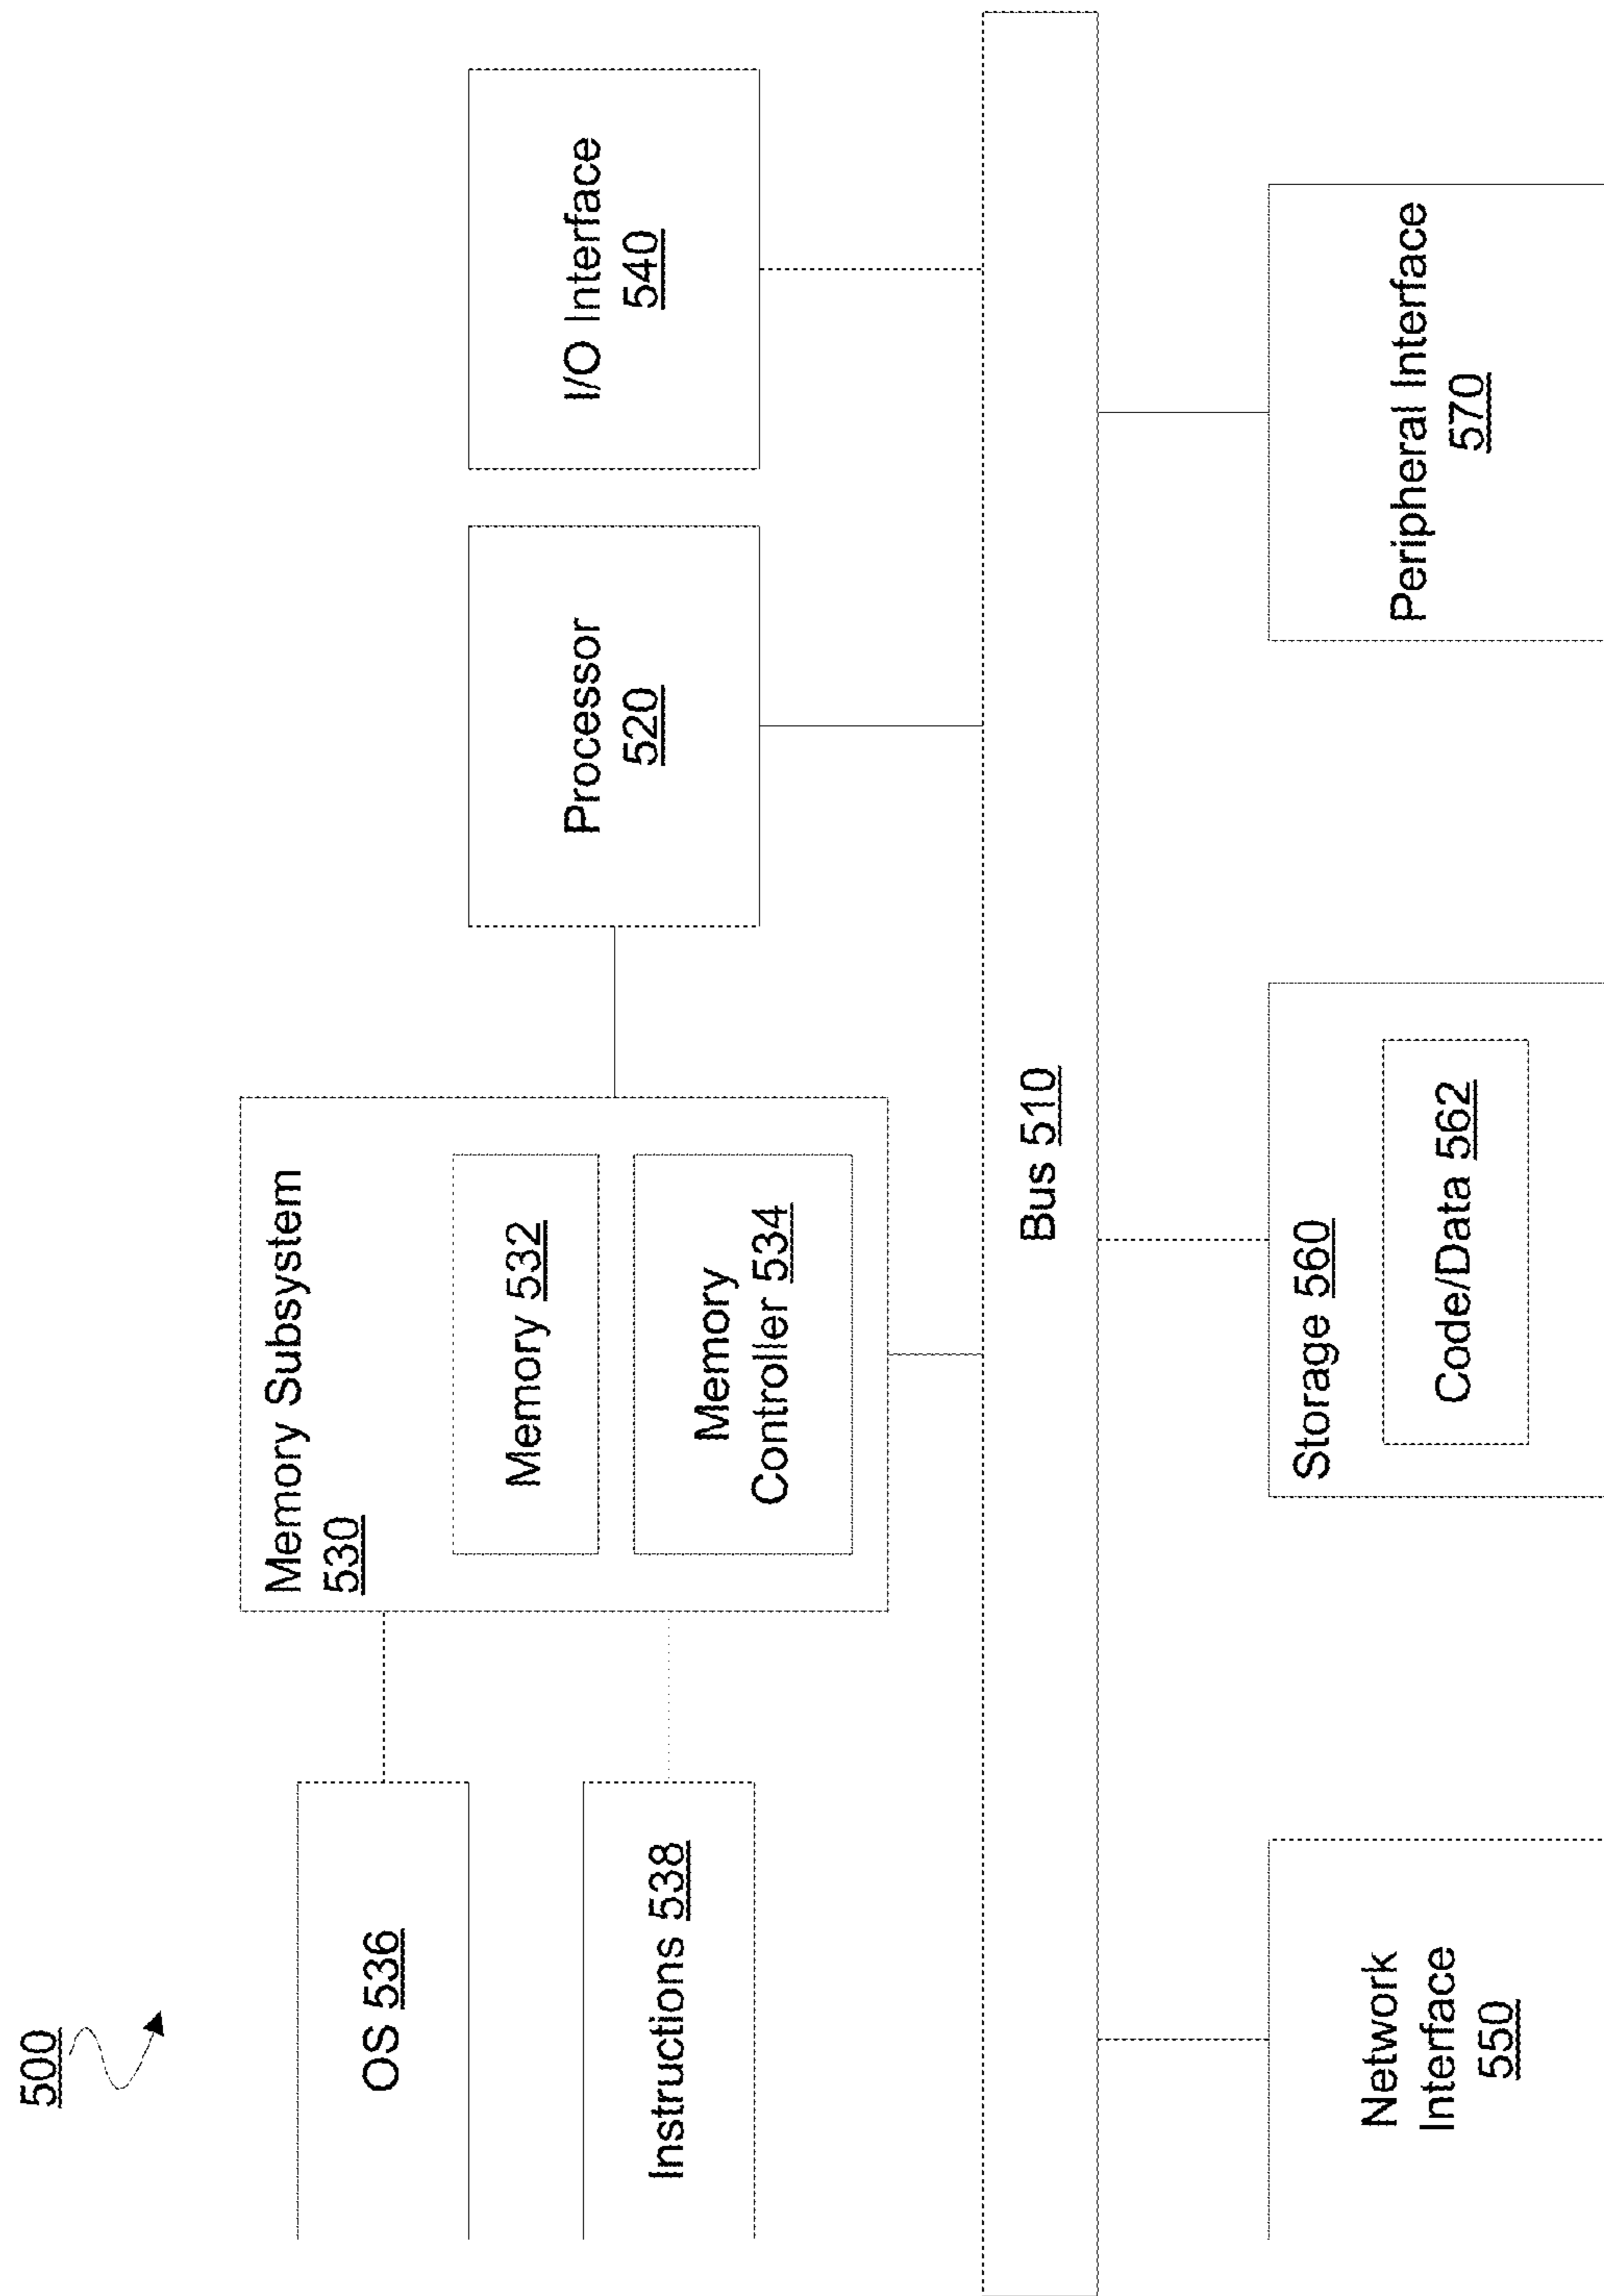 500
OS 536
Instructions 538
Memory Subsystem
530
Memory 532
Memory
Controller 534
Processor
520
I/O Interface
540
Bus 510
Network
Interface
550
Storage 560
Code/Data 562
Peripheral Interface
570